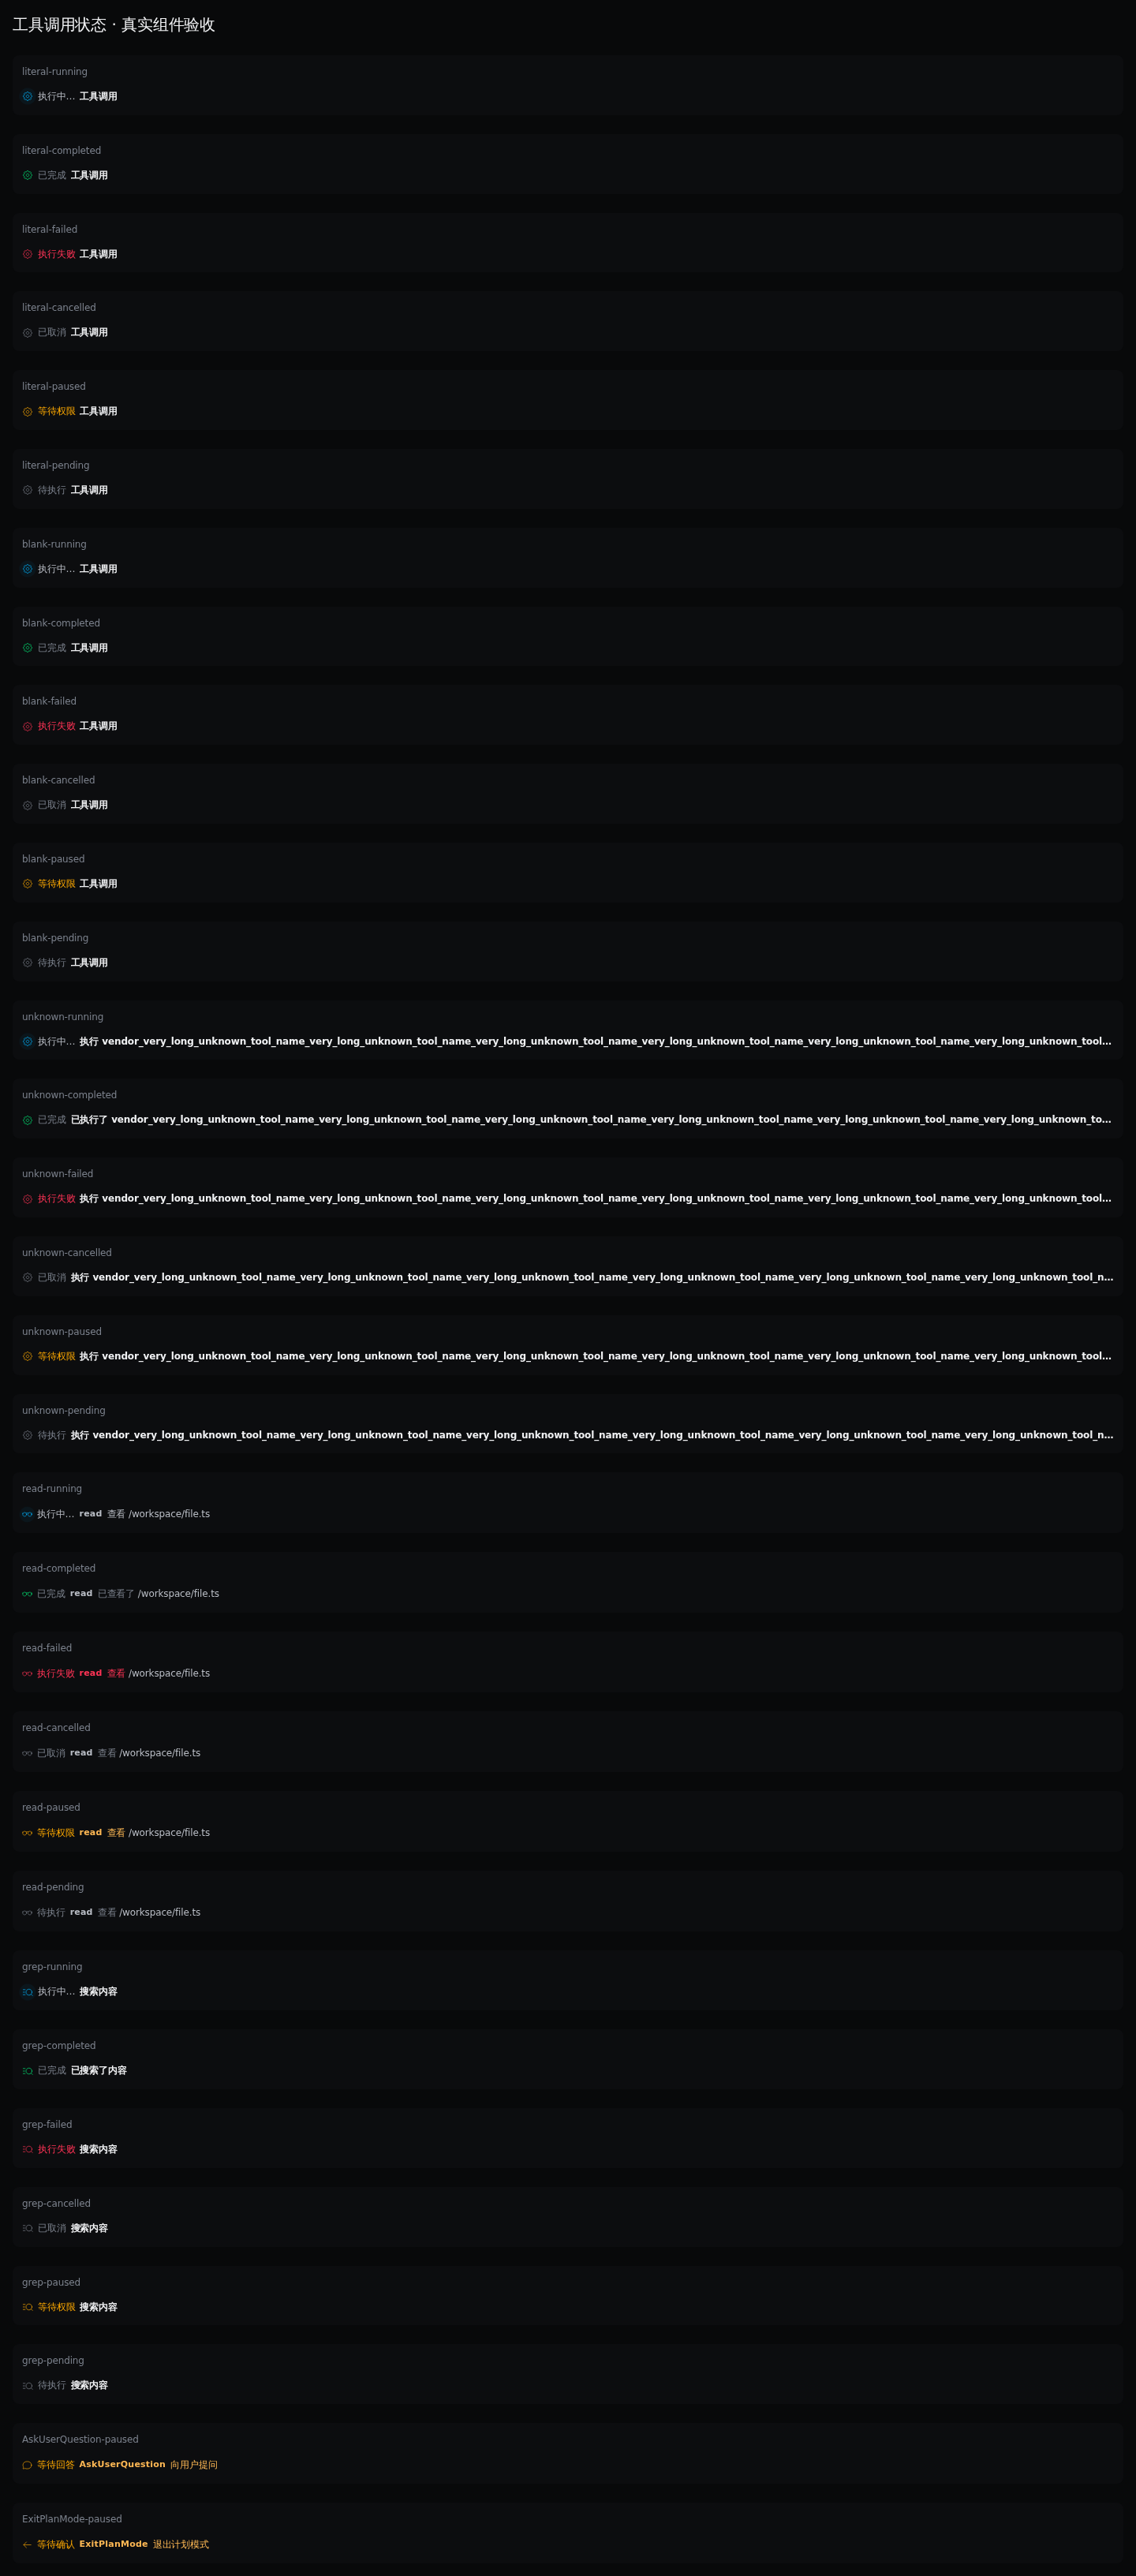 工具调用状态 · 真实组件验收
literal-running
执行中... 工具调用
literal-completed
已完成 工具调用
literal-failed
执行失败 工具调用
literal-cancelled
已取消 工具调用
literal-paused
等待权限 工具调用
literal-pending
待执行 工具调用
blank-running
执行中... 工具调用
blank-completed
已完成 工具调用
blank-failed
执行失败 工具调用
blank-cancelled
已取消 工具调用
blank-paused
等待权限 工具调用
blank-pending
待执行 工具调用
unknown-running
执行中... 执行 vendor_very_long_unknown_tool_name_very_long_unknown_tool_name_very_long_unknown_tool_name_very_long_unknown_tool_name_very_long_unknown_tool_name_very_long_unknown_tool...
unknown-completed
已完成 已执行了 vendor_very_long_unknown_tool_name_very_long_unknown_tool_name_very_long_unknown_tool_name_very_long_unknown_tool_name_very_long_unknown_tool_name_very_long_unknown_to...
unknown-failed
执行失败 执行 vendor_very_long_unknown_tool_name_very_long_unknown_tool_name_very_long_unknown_tool_name_very_long_unknown_tool_name_very_long_unknown_tool_name_very_long_unknown_tool...
unknown-cancelled
已取消 执行 vendor_very_long_unknown_tool_name_very_long_unknown_tool_name_very_long_unknown_tool_name_very_long_unknown_tool_name_very_long_unknown_tool_name_very_long_unknown_tool_n...
unknown-paused
等待权限 执行 vendor_very_long_unknown_tool_name_very_long_unknown_tool_name_very_long_unknown_tool_name_very_long_unknown_tool_name_very_long_unknown_tool_name_very_long_unknown_tool...
unknown-pending
待执行 执行 vendor_very_long_unknown_tool_name_very_long_unknown_tool_name_very_long_unknown_tool_name_very_long_unknown_tool_name_very_long_unknown_tool_name_very_long_unknown_tool_n...
read-running
执行中... read 查看 /workspace/file.ts
read-completed
已完成 read 已查看了 /workspace/file.ts
read-failed
执行失败 read 查看 /workspace/file.ts
read-cancelled
已取消 read 查看 /workspace/file.ts
read-paused
等待权限 read 查看 /workspace/file.ts
read-pending
待执行 read 查看 /workspace/file.ts
grep-running
执行中... 搜索内容
grep-completed
已完成 已搜索了内容
grep-failed
执行失败 搜索内容
grep-cancelled
已取消 搜索内容
grep-paused
等待权限 搜索内容
grep-pending
待执行 搜索内容
AskUserQuestion-paused
等待回答 AskUserQuestion 向用户提问
ExitPlanMode-paused
等待确认 ExitPlanMode 退出计划模式